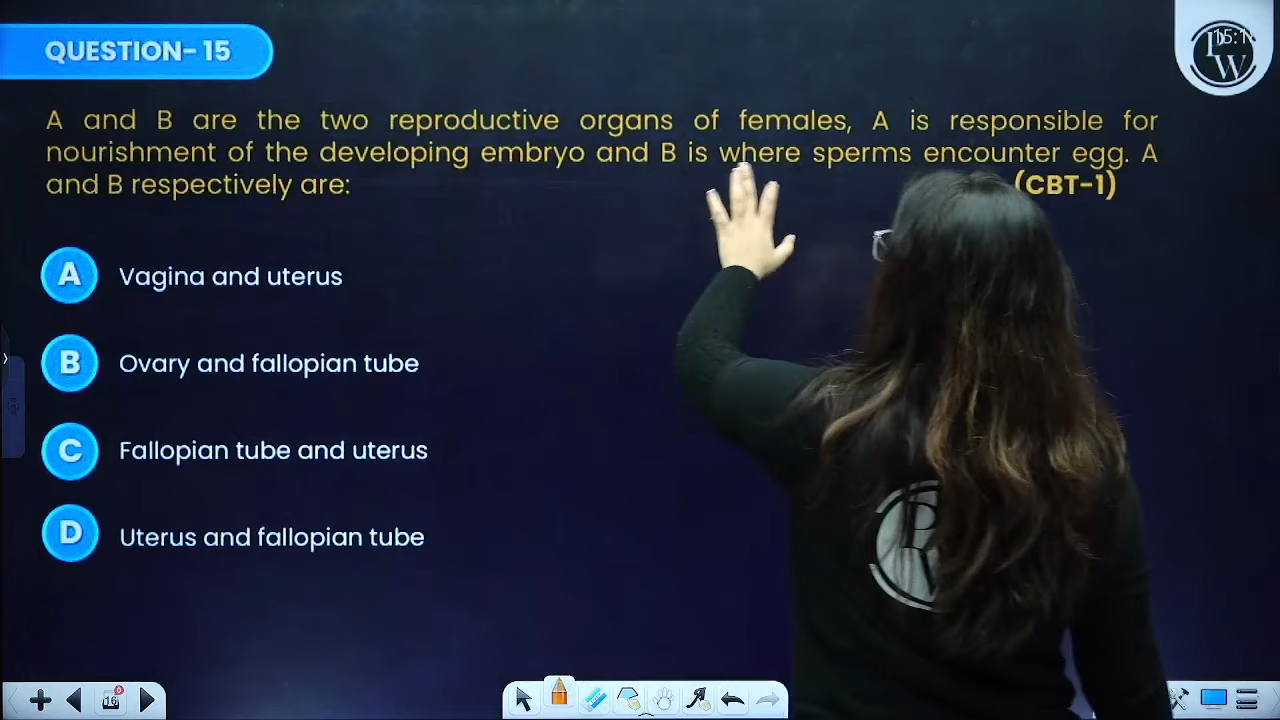 QUESTION- 15
A and B are the two reproductive organs of females, A is responsible for
nourishment of the developing embryo and B is where sperms encounter egg. A
and B respectively are:
(CBT-1)
A Vagina and uterus
B Ovary and fallopian tube
C Fallopian tube and uterus
D Uterus and fallopian tube
16
0